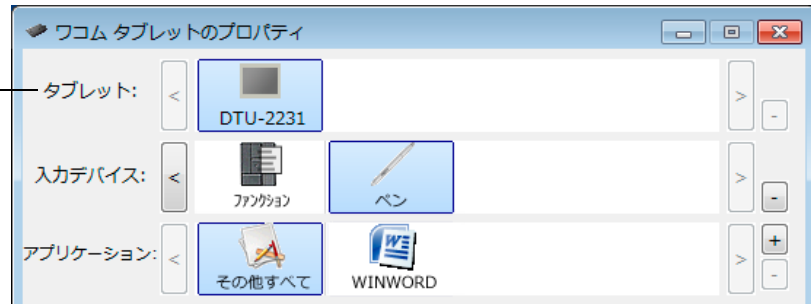 ワコム タブレットのプロパティ
タブレット:
<
DTU-2231
>
-
入力デバイス:
<
ファンクション
ペン
>
-
アプリケーション:
<
その他すべて
WINWORD
>
+
-